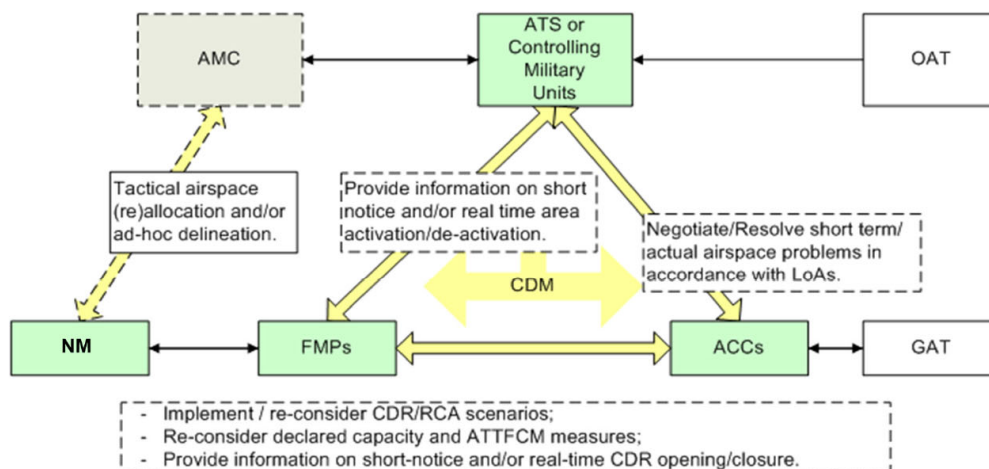 AMC
ATS or
Controlling
Military
Units
OAT
Tactical airspace
(re)allocation and/or
ad-hoc delineation.
Provide information on short
notice and/or real time area
activation/de-activation.
Negotiate/Resolve short term/
actual airspace problems in
accordance with LoAs.
CDM
NM
FMPs
ACCs
GAT
- Implement / re-consider CDR/RCA scenarios;
- Re-consider declared capacity and ATTFCM measures;
- Provide information on short-notice and/or real-time CDR opening/closure.